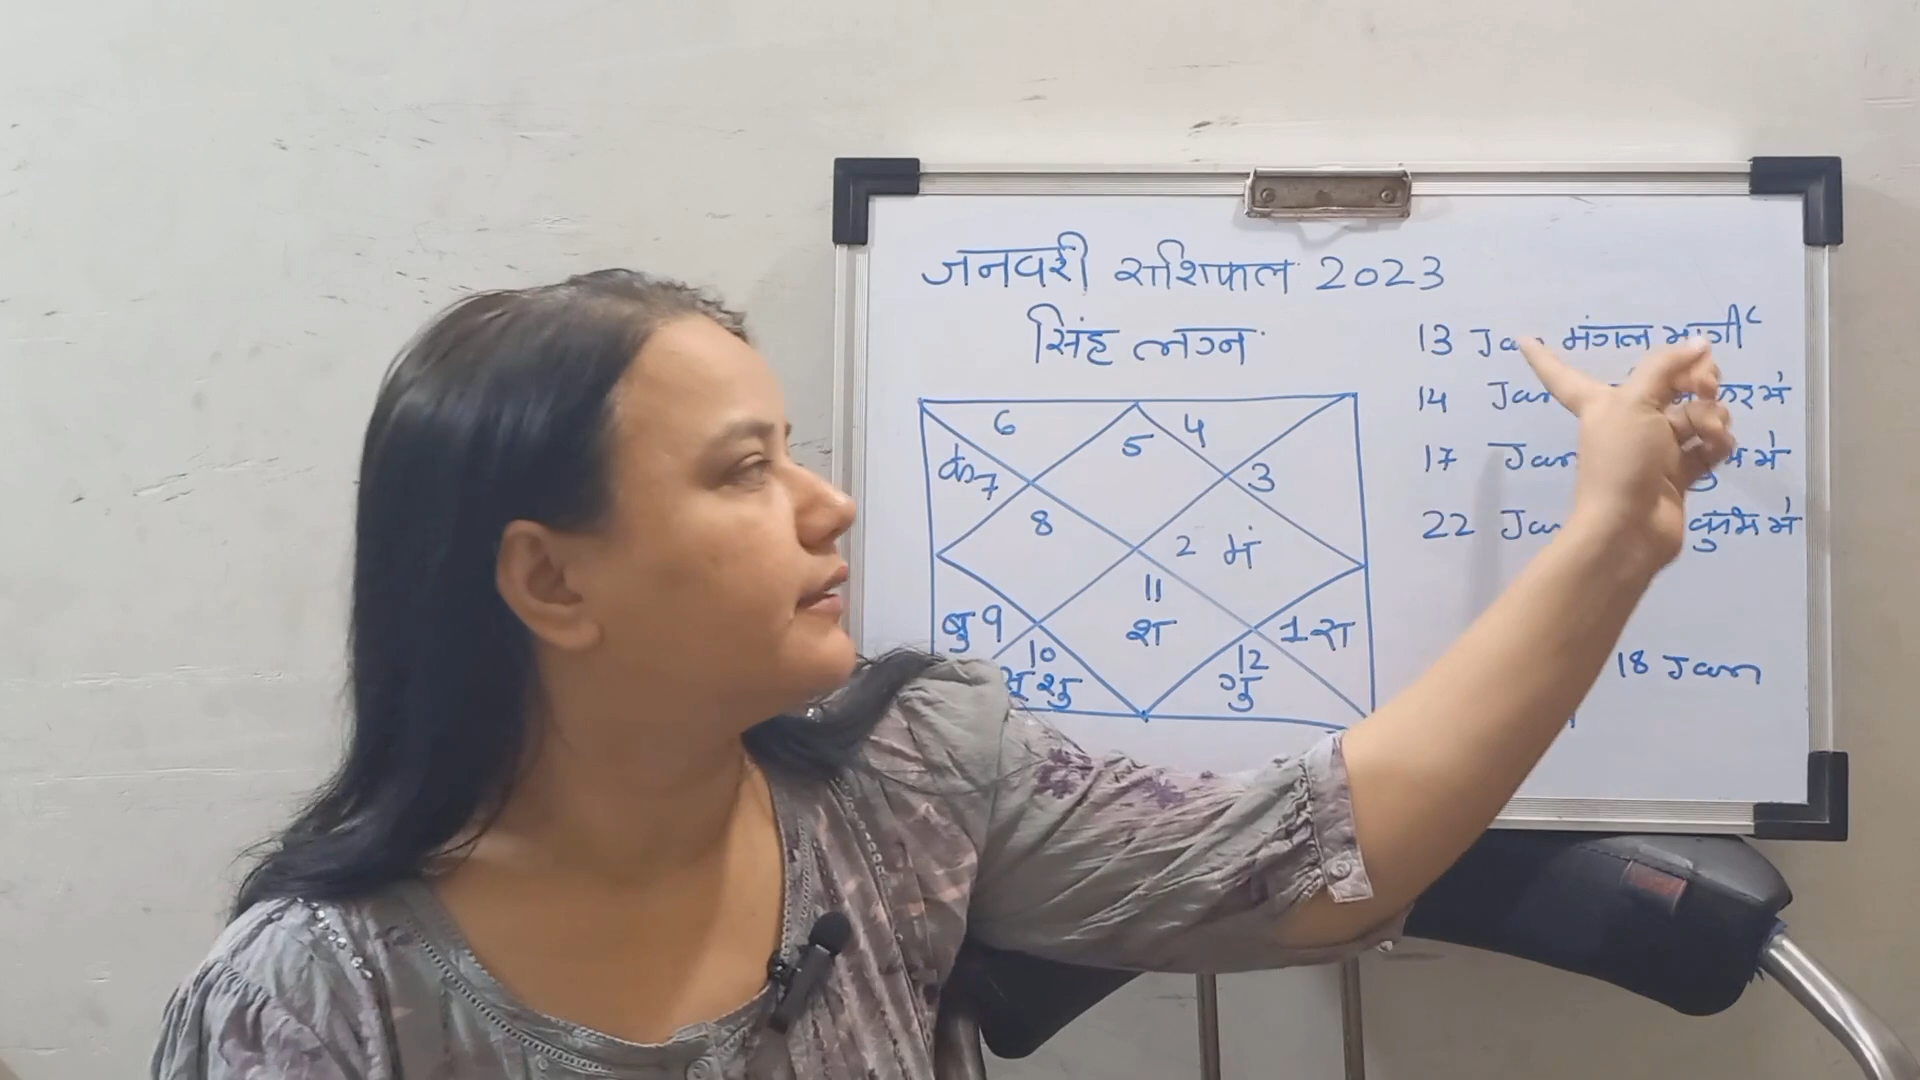 जनवरी राशिफल 2023
सिंह लग्न
13 Jan मंगल मार्गी
14 Jan में
17 Jan में
22 Jan कुंभ में
18 Jan
6
5
4
के 7
3
8
2 मं
11
श
बु 9
1 रा
10
सू शु
12
गु